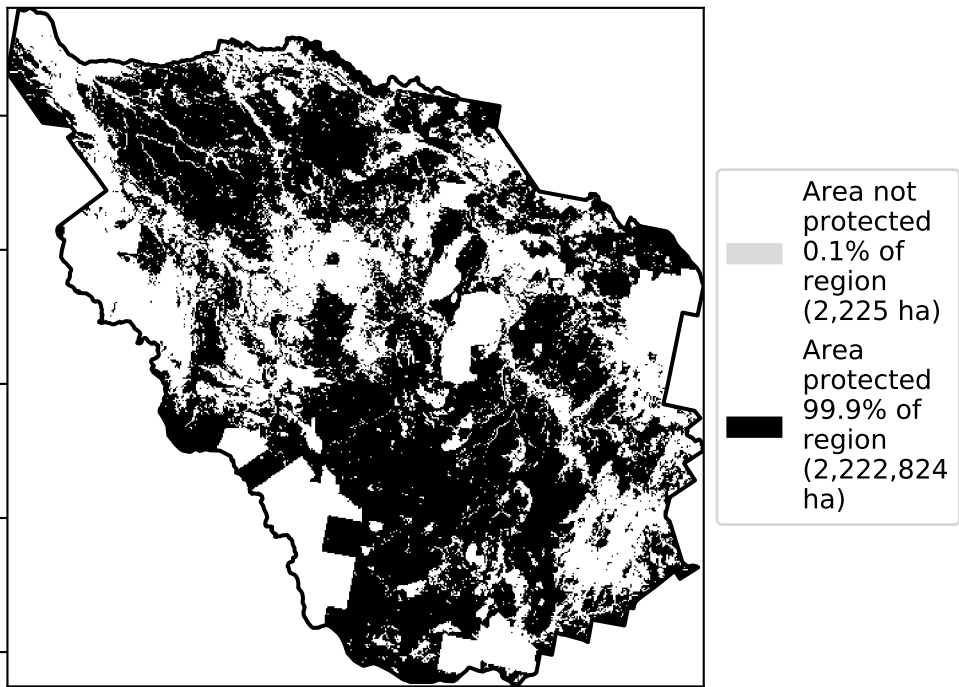 Area not
protected
0.1% of
region
(2,225 ha)
Area
protected
99.9% of
region
(2,222,824
ha)